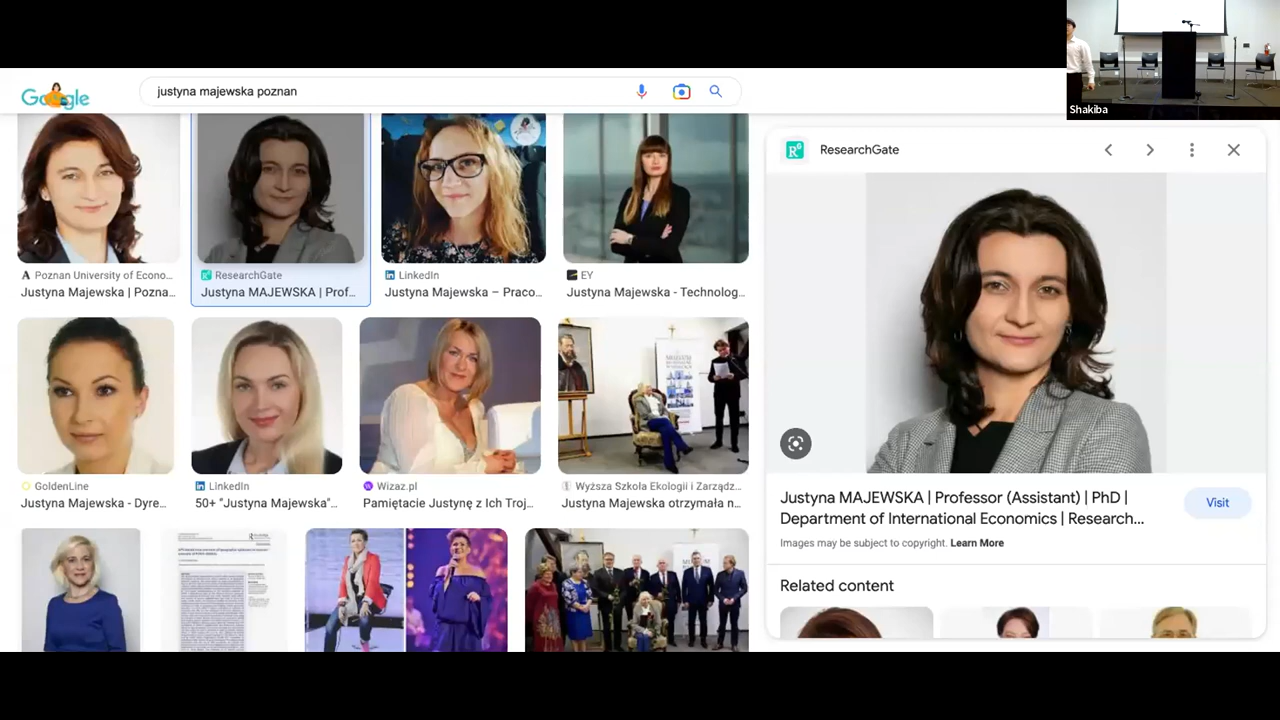 Shakiba
Google
justyna majewska poznan
ResearchGate
Poznan University of Econo...
Justyna Majewska | Pozna...
ResearchGate
Justyna MAJEWSKA | Prof...
LinkedIn
Justyna Majewska – Praco...
EY
Justyna Majewska - Technolog...
GoldenLine
Justyna Majewska - Dyre...
LinkedIn
50+ "Justyna Majewska"...
Wizaz.pl
Pamiętacie Justynę z Ich Troj...
Wyższa Szkoła Ekologii i Zarządz...
Justyna Majewska otrzymała n...
Justyna MAJEWSKA | Professor (Assistant) | PhD |
Department of International Economics | Research...
Visit
Images may be subject to copyright. Learn More
Related content